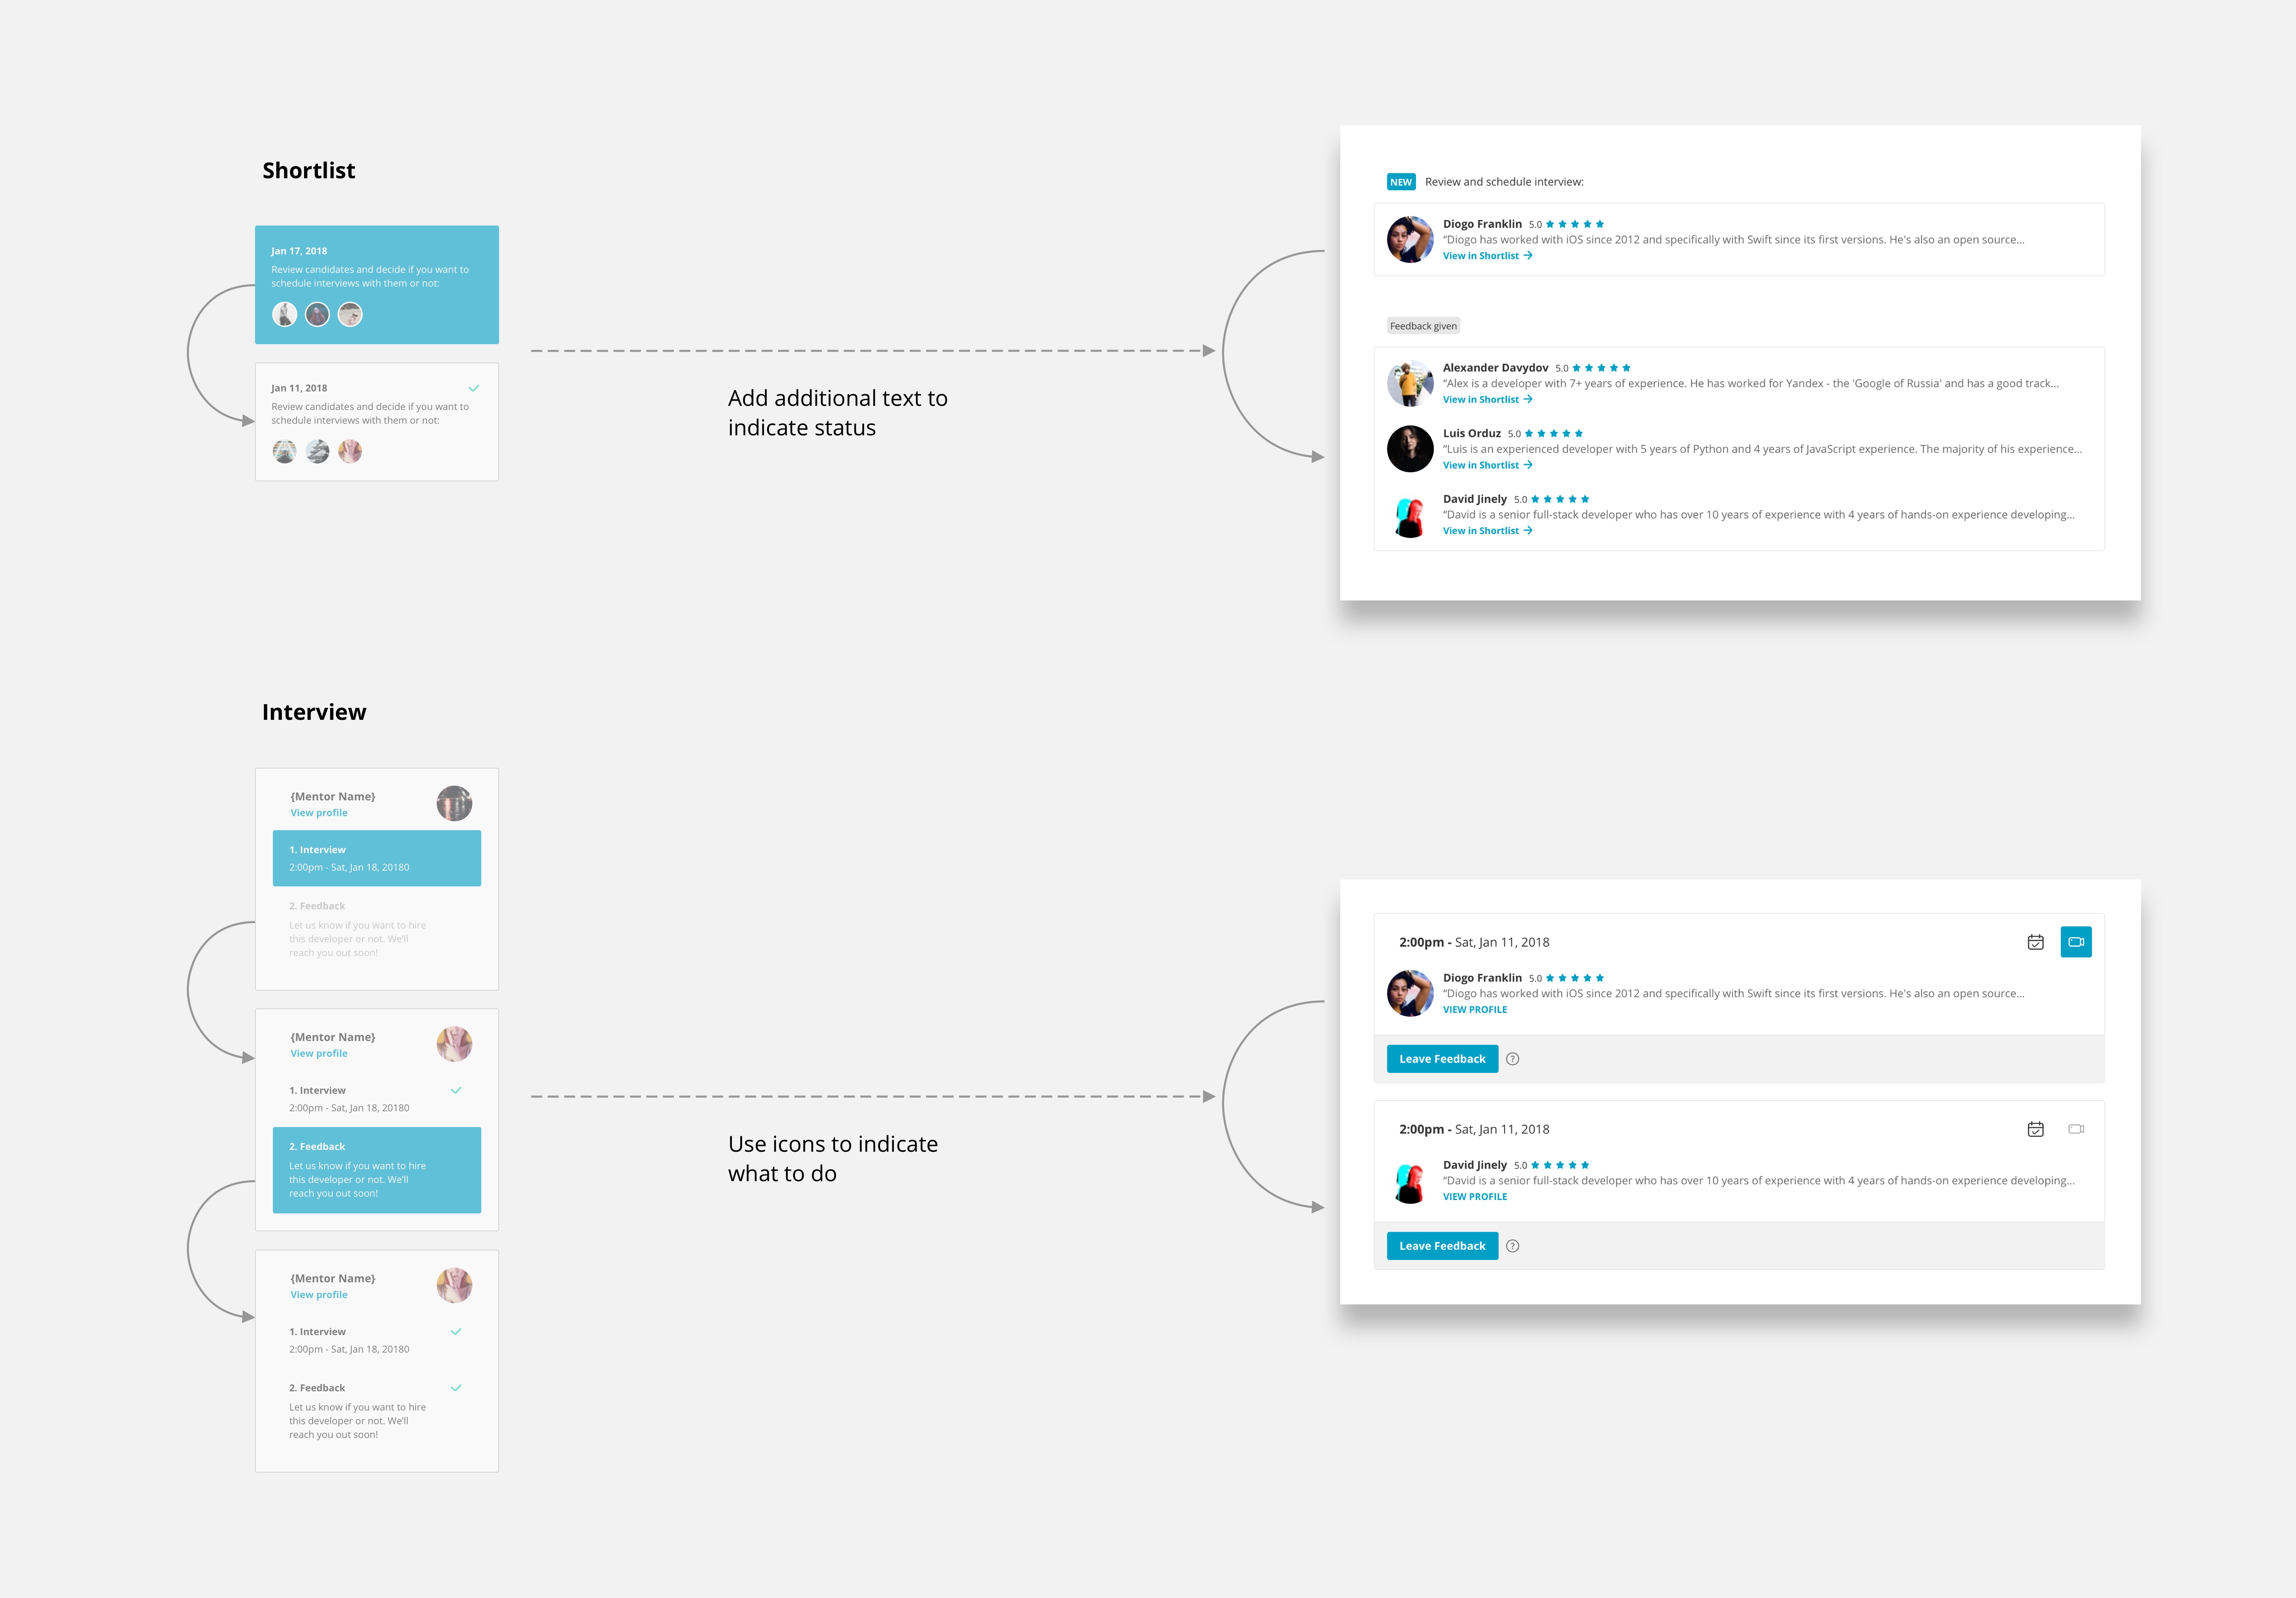 Shortlist
Jan 17, 2018
Review candidates and decide if you want to
schedule interviews with them or not:
Jan 11, 2018
Review candidates and decide if you want to
schedule interviews with them or not:
Add additional text to
indicate status
NEW Review and schedule interview:
Diogo Franklin 5.0
“Diogo has worked with iOS since 2012 and specifically with Swift since its first versions. He's also an open source...
View in Shortlist
Feedback given
Alexander Davydov 5.0
“Alex is a developer with 7+ years of experience. He has worked for Yandex - the 'Google of Russia' and has a good track...
View in Shortlist
Luis Orduz 5.0
“Luis is an experienced developer with 5 years of Python and 4 years of JavaScript experience. The majority of his experience...
View in Shortlist
David Jinely 5.0
“David is a senior full-stack developer who has over 10 years of experience with 4 years of hands-on experience developing...
View in Shortlist
Interview
{Mentor Name}
View profile
1. Interview
2:00pm - Sat, Jan 18, 20180
2. Feedback
Let us know if you want to hire
this developer or not. We'll
reach you out soon!
{Mentor Name}
View profile
1. Interview
2:00pm - Sat, Jan 18, 20180
2. Feedback
Let us know if you want to hire
this developer or not. We'll
reach you out soon!
{Mentor Name}
View profile
1. Interview
2:00pm - Sat, Jan 18, 20180
2. Feedback
Let us know if you want to hire
this developer or not. We'll
reach you out soon!
Use icons to indicate
what to do
2:00pm - Sat, Jan 11, 2018
Diogo Franklin 5.0
“Diogo has worked with iOS since 2012 and specifically with Swift since its first versions. He's also an open source...
VIEW PROFILE
Leave Feedback ?
2:00pm - Sat, Jan 11, 2018
David Jinely 5.0
“David is a senior full-stack developer who has over 10 years of experience with 4 years of hands-on experience developing...
VIEW PROFILE
Leave Feedback ?